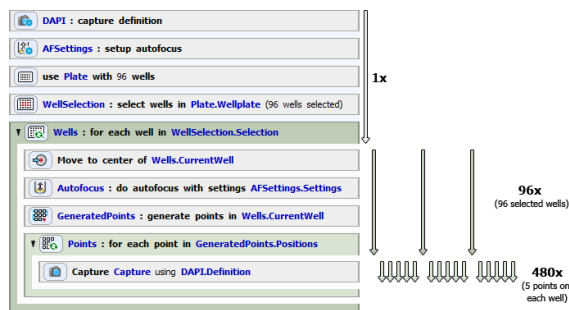 DAPI : capture definition
AFSettings : setup autofocus
use Plate with 96 wells
WellSelection : select wells in Plate.Wellplate (96 wells selected)
Wells : for each well in WellSelection.Selection
Move to center of Wells.CurrentWell
Autofocus : do autofocus with settings AFSettings.Settings
GeneratedPoints : generate points in Wells.CurrentWell
Points : for each point in GeneratedPoints.Positions
Capture Capture using DAPI.Definition
1x
96x
(96 selected wells)
480x
(5 points on
each well)